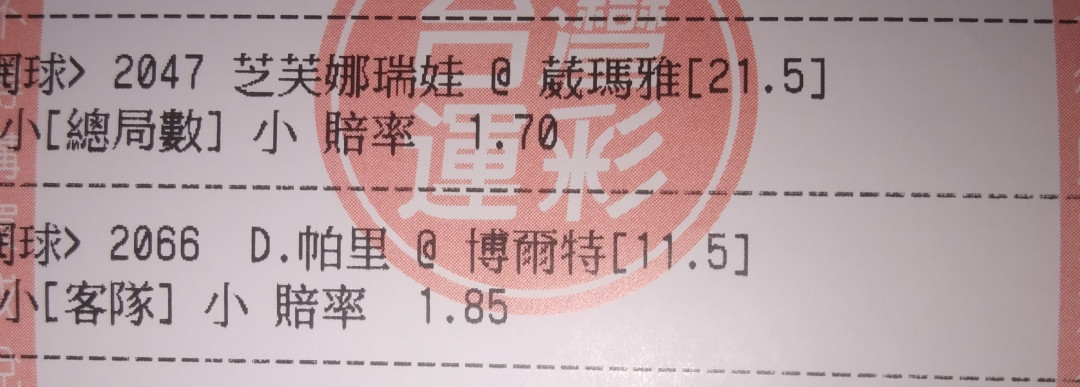 網球> 2047 芝芙娜瑞娃 @ 葳瑪雅[21.5]
小[總局數] 小 賠率 1.70
網球> 2066 D.帕里 @ 博爾特[11.5]
小[客隊] 小 賠率 1.85
台灣
運彩